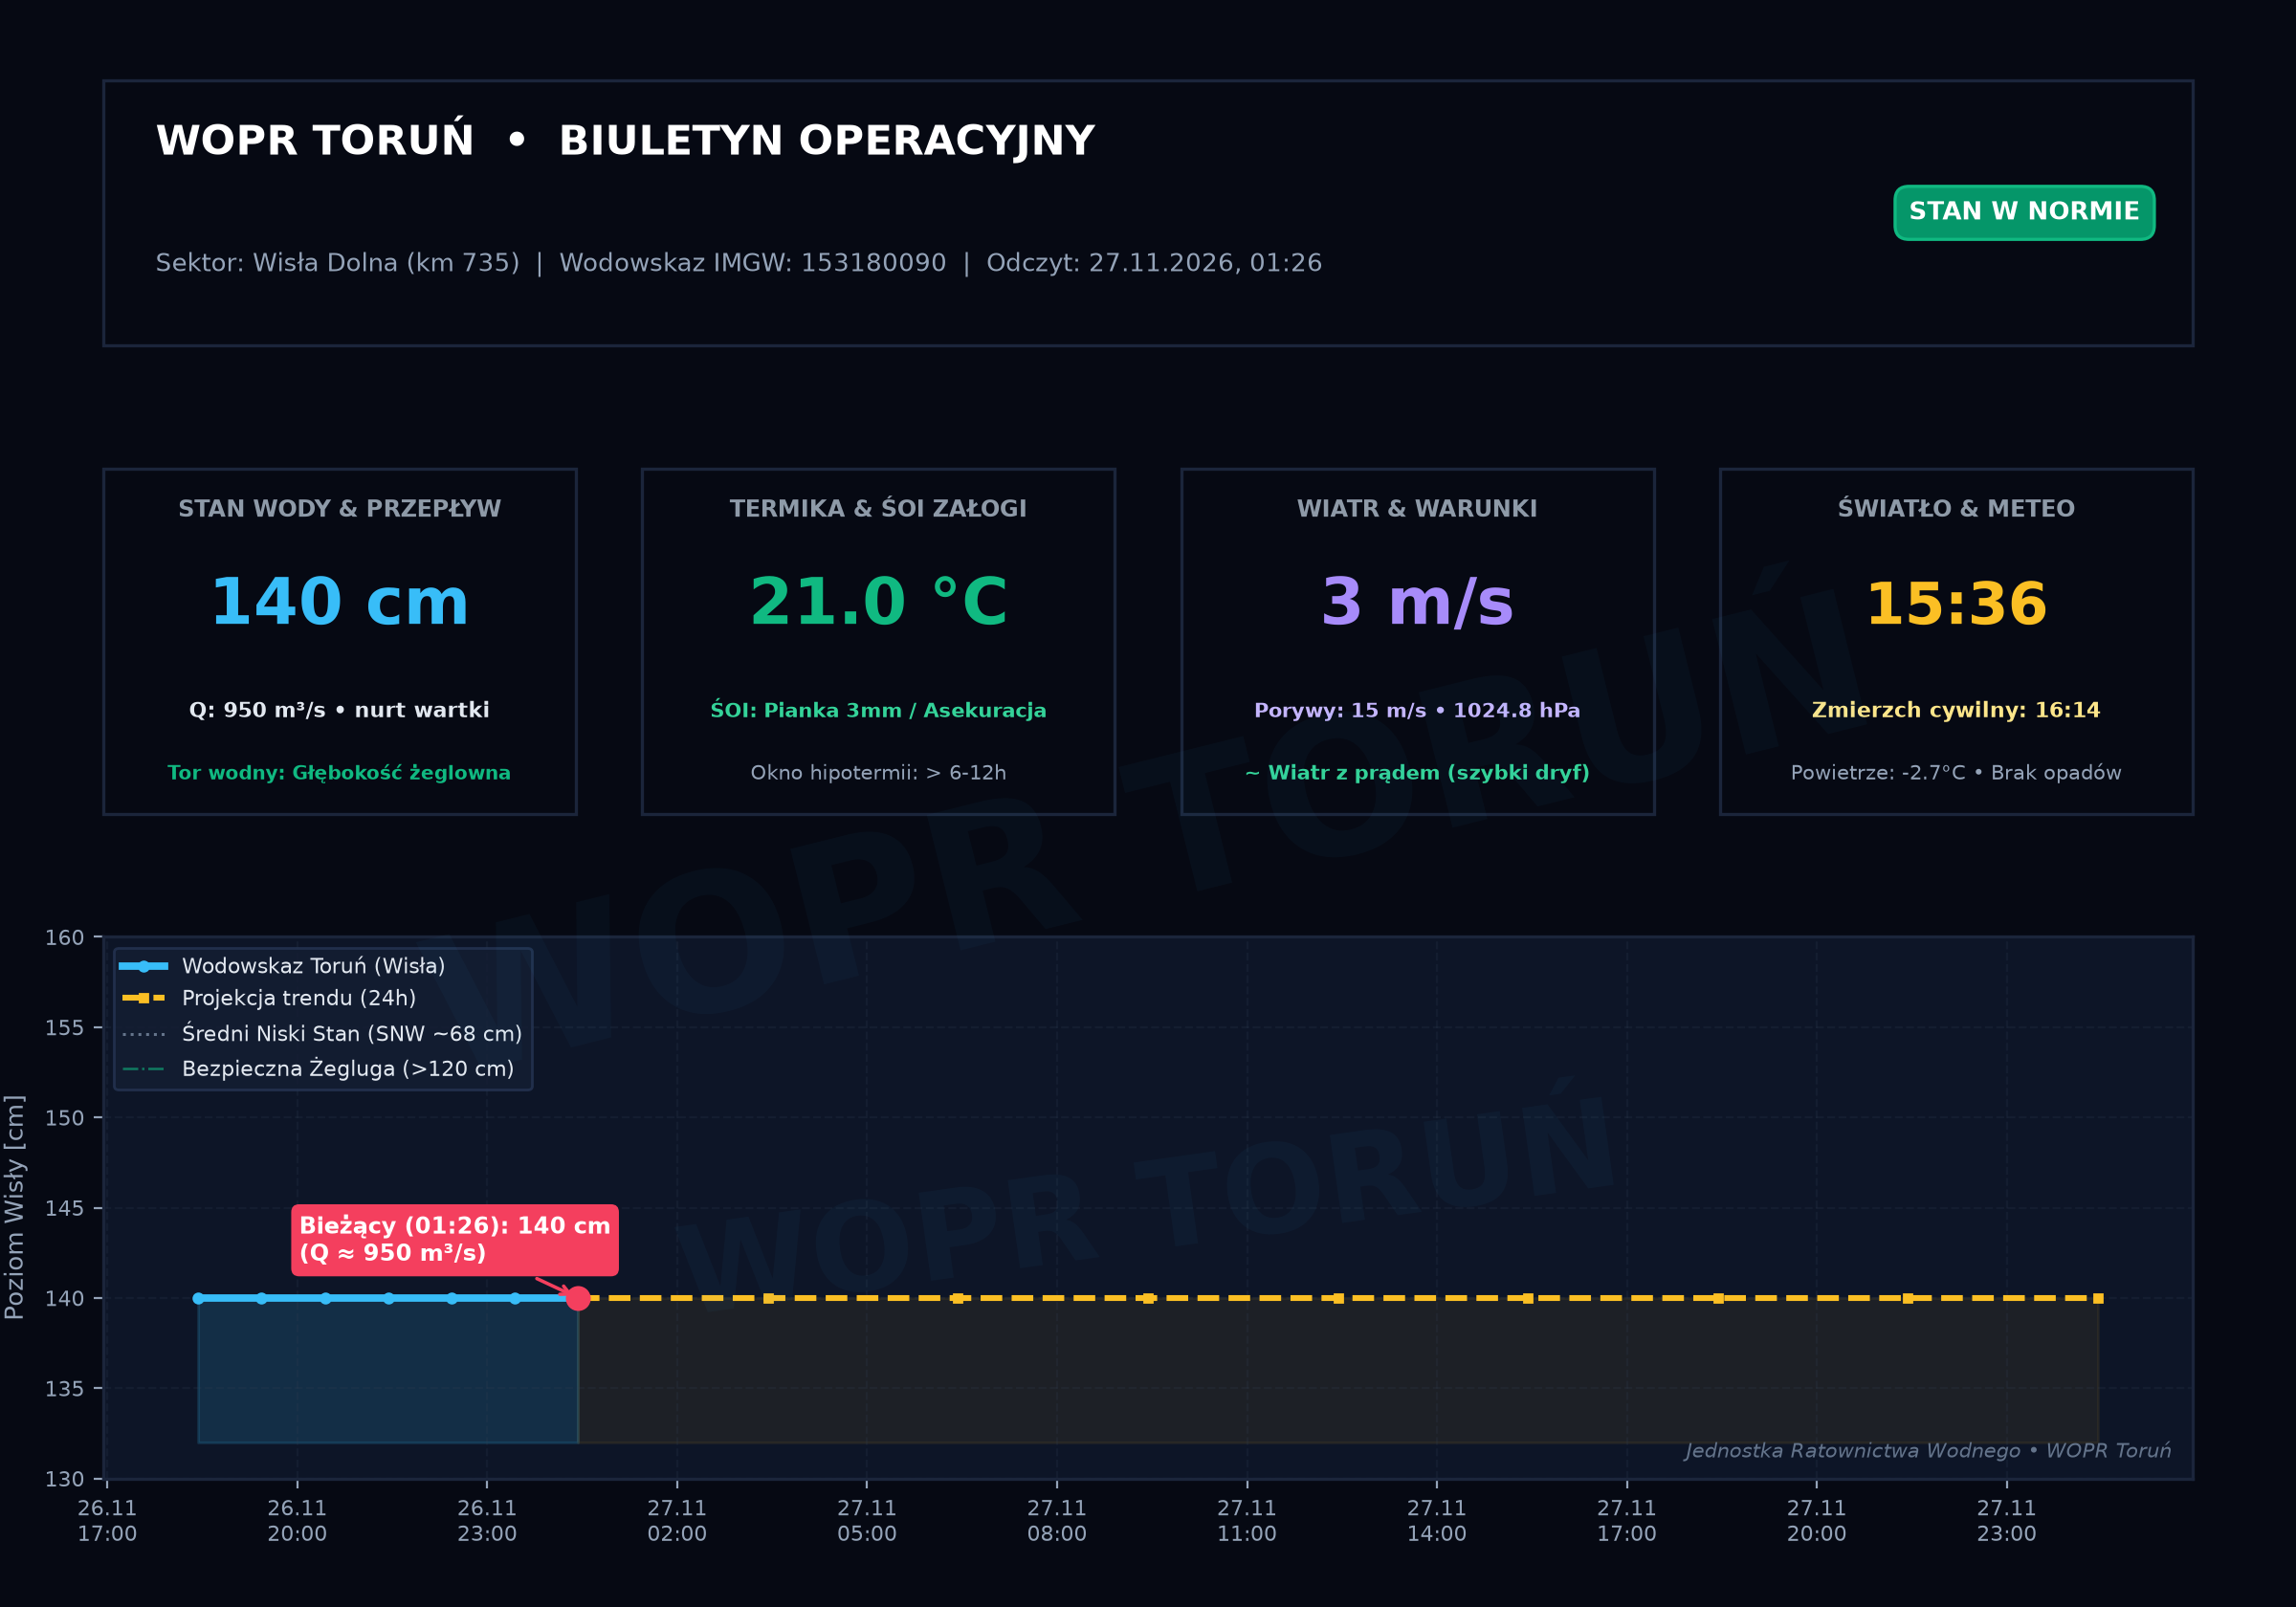 WOPR TORUŃ • BIULETYN OPERACYJNY
STAN W NORMIE
Sektor: Wisła Dolna (km 735) | Wodowskaz IMGW: 153180090 | Odczyt: 27.11.2026, 01:26
STAN WODY & PRZEPŁYW
140 cm
Q: 950 m³/s • nurt wartki
Tor wodny: Głębokość żeglowna
TERMIKA & ŚOI ZAŁOGI
21.0 °C
ŚOI: Pianka 3mm / Asekuracja
Okno hipotermii: > 6-12h
WIATR & WARUNKI
3 m/s
Porywy: 15 m/s • 1024.8 hPa
~ Wiatr z prądem (szybki dryf)
ŚWIATŁO & METEO
15:36
Zmierzch cywilny: 16:14
Powietrze: -2.7°C • Brak opadów
WOPR TORUŃ
Poziom Wisły [cm]
160
155
150
145
140
135
130
Wodowskaz Toruń (Wisła)
Projekcja trendu (24h)
Średni Niski Stan (SNW ~68 cm)
Bezpieczna Żegluga (>120 cm)
WOPR TORUŃ
Bieżący (01:26): 140 cm
(Q ≈ 950 m³/s)
Jednostka Ratownictwa Wodnego • WOPR Toruń
26.11 26.11 26.11 27.11 27.11 27.11 27.11 27.11 27.11 27.11 27.11
17:00 20:00 23:00 02:00 05:00 08:00 11:00 14:00 17:00 20:00 23:00